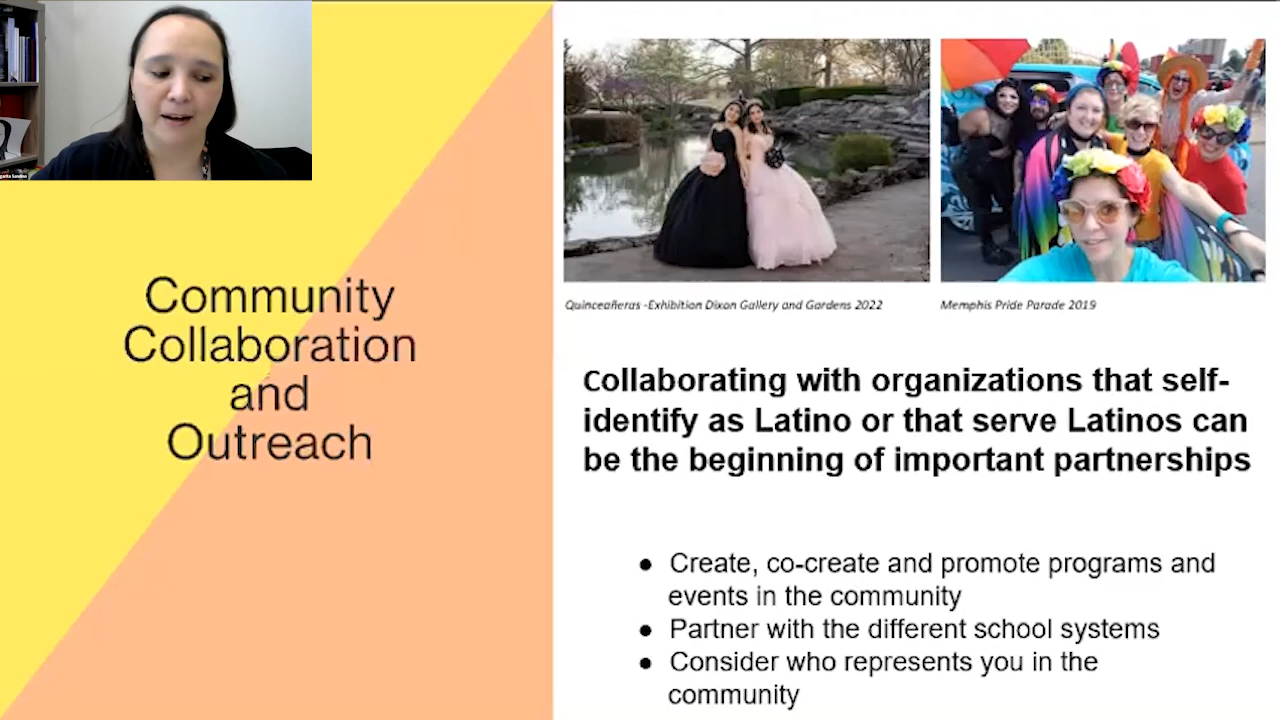 Community
Collaboration
and
Outreach
Quinceañeras -Exhibition Dixon Gallery and Gardens 2022
Memphis Pride Parade 2019
Collaborating with organizations that self-
identify as Latino or that serve Latinos can
be the beginning of important partnerships
● Create, co-create and promote programs and
events in the community
● Partner with the different school systems
● Consider who represents you in the
community